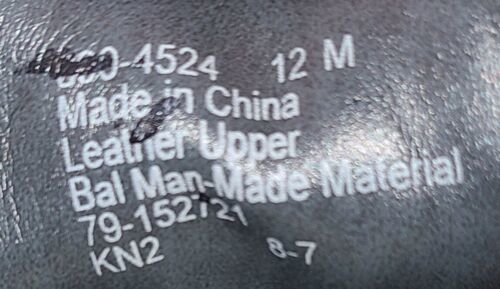 4524 12 M
Made in China
Leather Upper
Bal Man-Made Material
79-152721
KN2 8-7